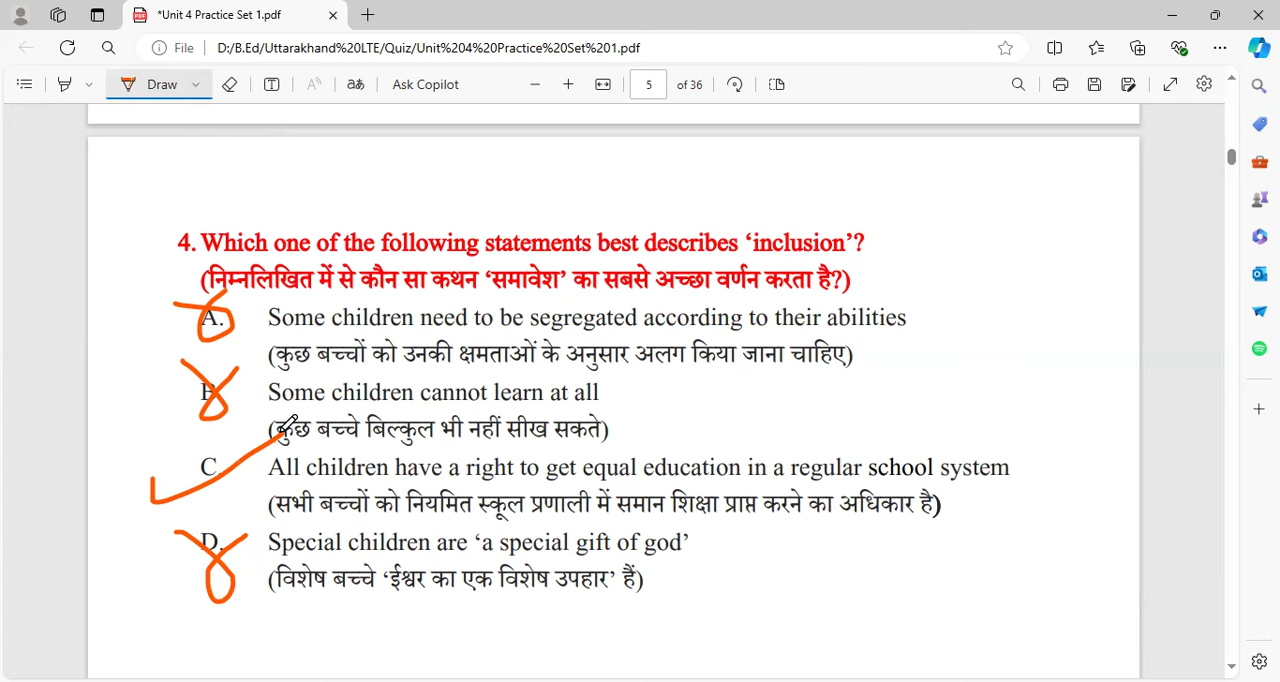 *Unit 4 Practice Set 1.pdf
File D:/B.Ed/Uttarakhand%20LTE/Quiz/Unit%204%20Practice%20Set%201.pdf
Draw Ask Copilot 5 of 36
4. Which one of the following statements best describes ‘inclusion’?
(निम्नलिखित में से कौन सा कथन ‘समावेश’ का सबसे अच्छा वर्णन करता है?)
A. Some children need to be segregated according to their abilities
(कुछ बच्चों को उनकी क्षमताओं के अनुसार अलग किया जाना चाहिए)
B. Some children cannot learn at all
(कुछ बच्चे बिल्कुल भी नहीं सीख सकते)
C. All children have a right to get equal education in a regular school system
(सभी बच्चों को नियमित स्कूल प्रणाली में समान शिक्षा प्राप्त करने का अधिकार है)
D. Special children are ‘a special gift of god’
(विशेष बच्चे ‘ईश्वर का एक विशेष उपहार’ हैं)